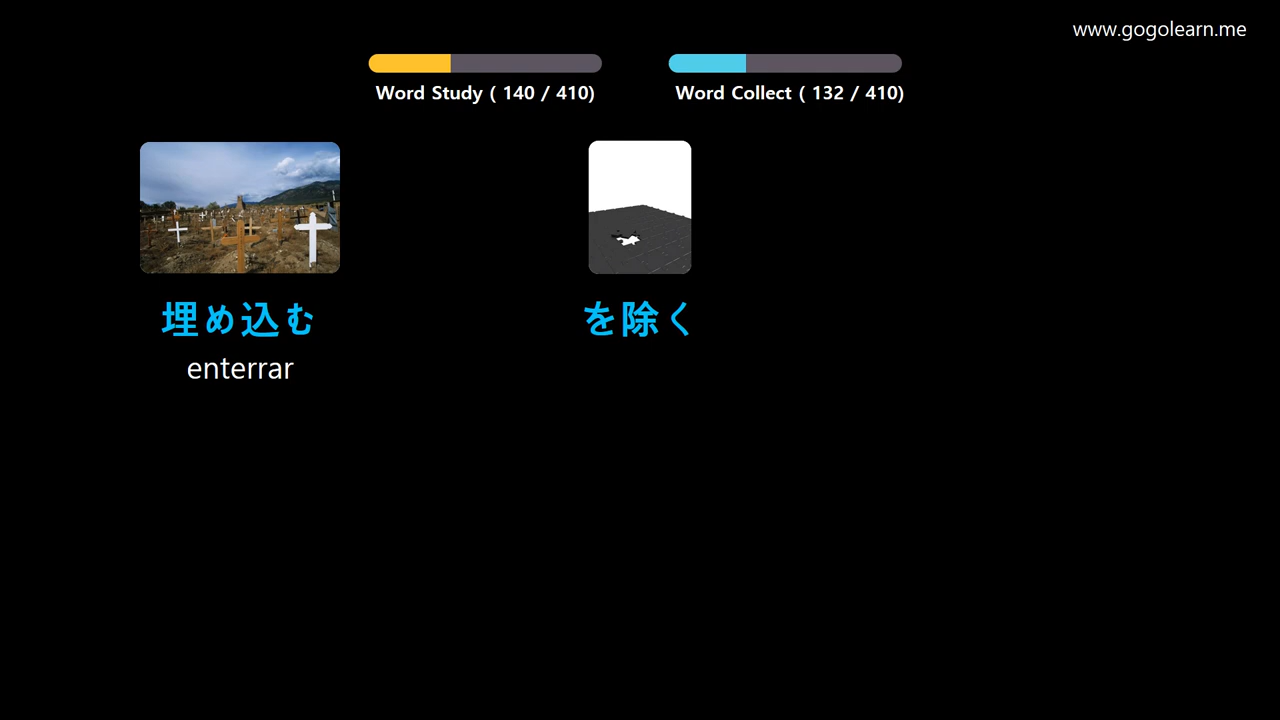 www.gogolearn.me
Word Study ( 140 / 410)
Word Collect ( 132 / 410)
埋め込む
を除く
enterrar